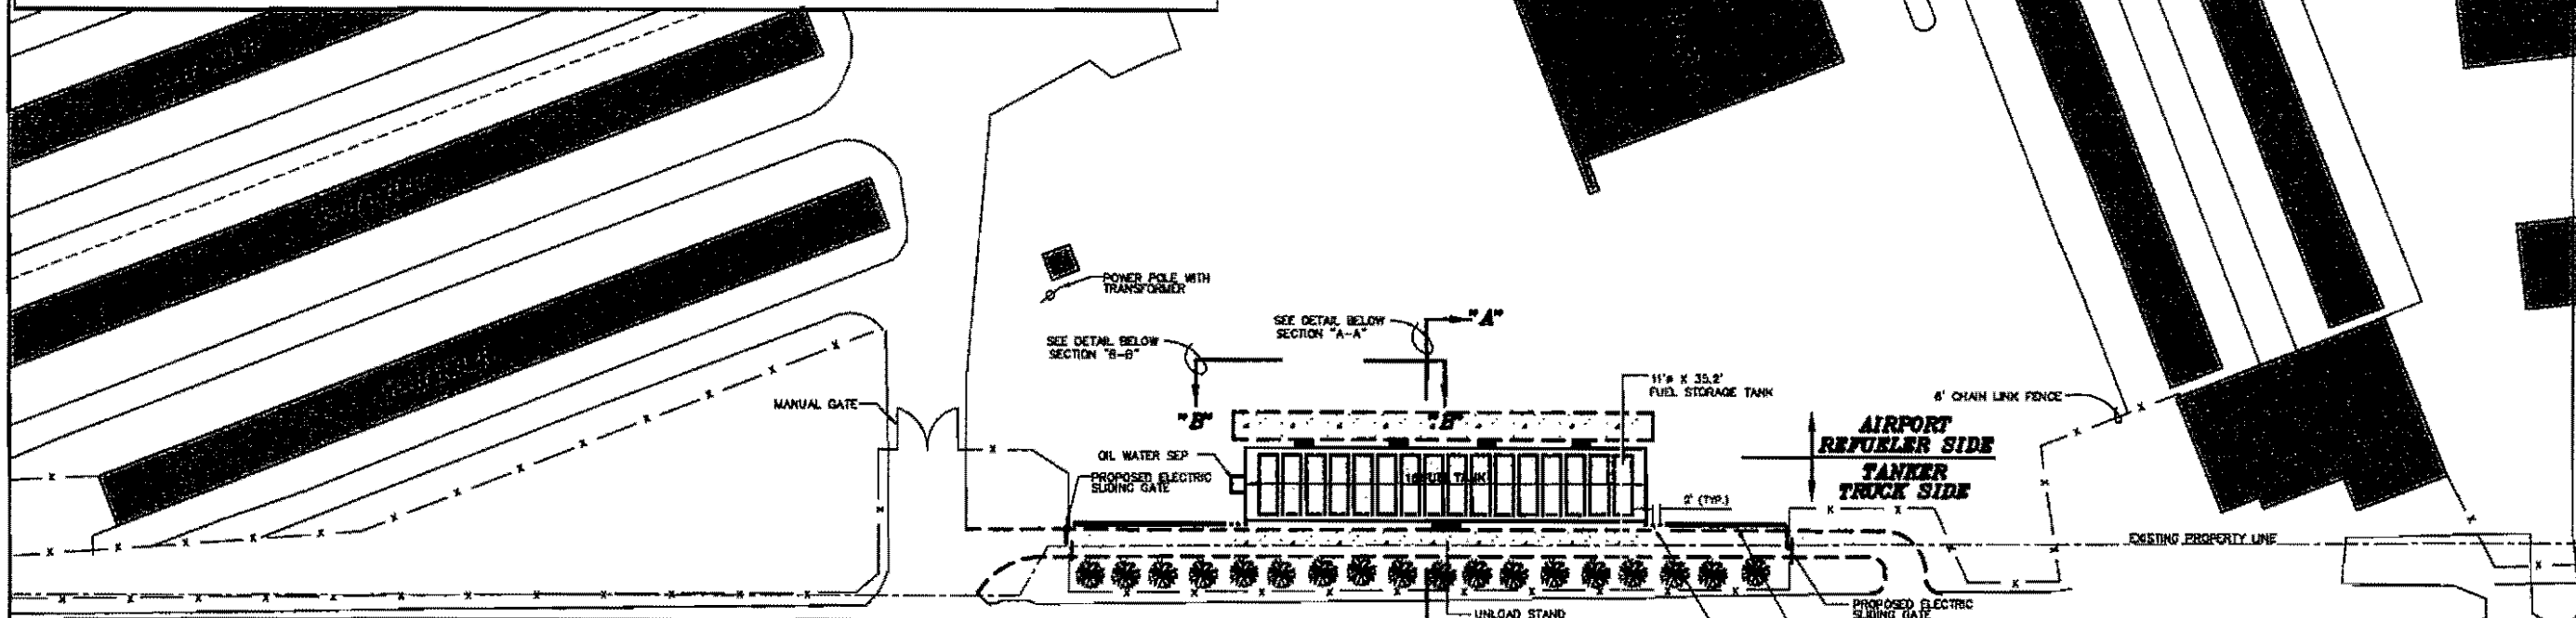 POWER POLE WITH
TRANSFORMER
SEE DETAIL BELOW
SECTION "A-A"
"A"
SEE DETAIL BELOW
SECTION "B-B"
11'ø X 35.2'
FUEL STORAGE TANK
MANUAL GATE
6' CHAIN LINK FENCE
"B"
"B"
AIRPORT
REFUELER SIDE
TANKER
TRUCK SIDE
OIL WATER SEP
PROPOSED ELECTRIC
SLIDING GATE
FUEL TANK
2' (TYP.)
EXISTING PROPERTY LINE
UNLOAD STAND
PROPOSED ELECTRIC
SLIDING GATE